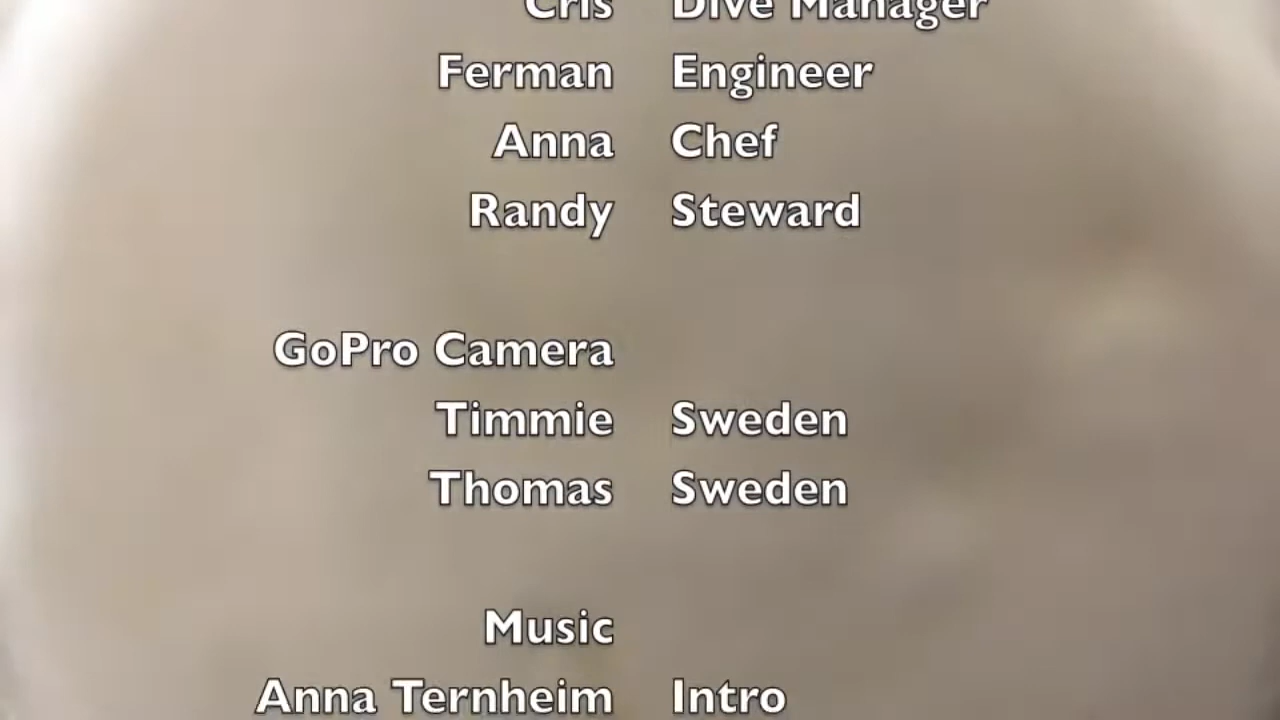 Cris Dive Manager
Ferman Engineer
Anna Chef
Randy Steward
GoPro Camera
Timmie Sweden
Thomas Sweden
Music
Anna Ternheim Intro